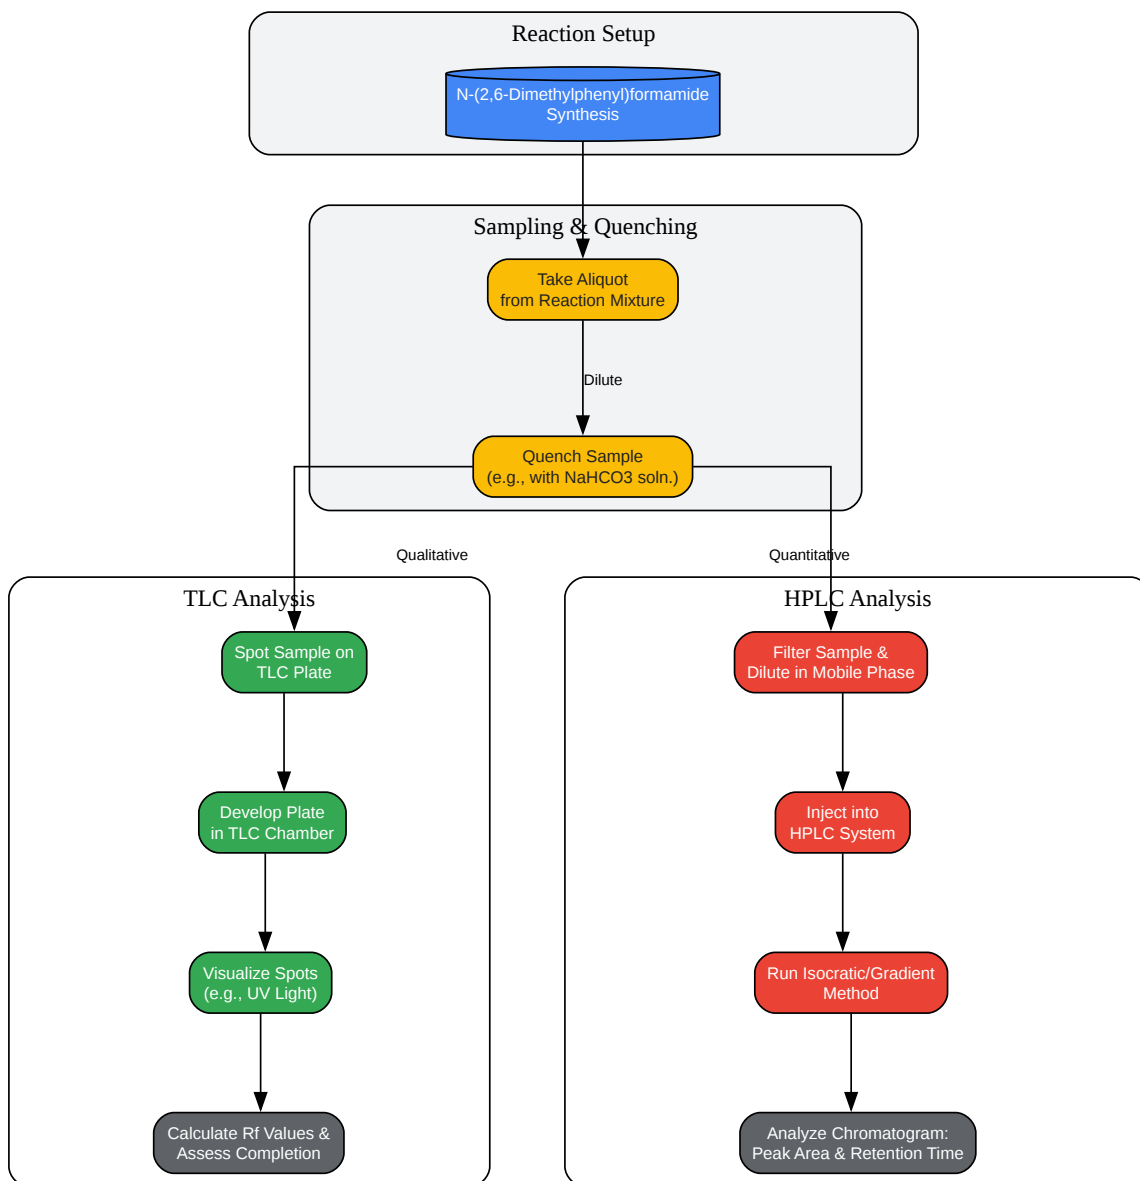 Reaction Setup
N-(2,6-Dimethylphenyl)formamide
Synthesis
Sampling & Quenching
Take Aliquot
from Reaction Mixture
Dilute
Quench Sample
(e.g., with NaHCO3 soln.)
Qualitative
Quantitative
TLC Analysis
Spot Sample on
TLC Plate
Develop Plate
in TLC Chamber
Visualize Spots
(e.g., UV Light)
Calculate Rf Values &
Assess Completion
HPLC Analysis
Filter Sample &
Dilute in Mobile Phase
Inject into
HPLC System
Run Isocratic/Gradient
Method
Analyze Chromatogram:
Peak Area & Retention Time